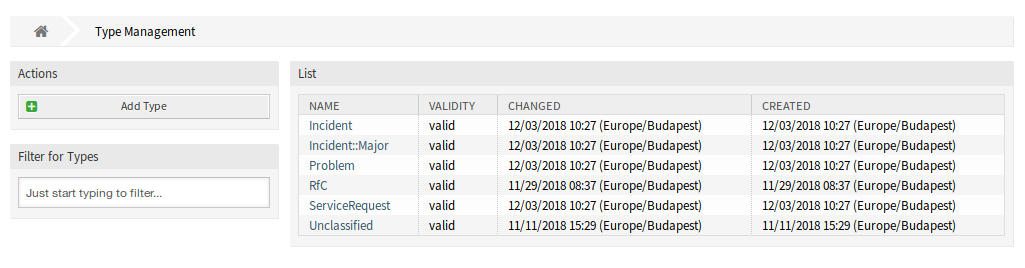 Type Management
Actions
Add Type
Filter for Types
Just start typing to filter...
List
NAME VALIDITY CHANGED CREATED
Incident valid 12/03/2018 10:27 (Europe/Budapest) 12/03/2018 10:27 (Europe/Budapest)
Incident::Major valid 12/03/2018 10:27 (Europe/Budapest) 12/03/2018 10:27 (Europe/Budapest)
Problem valid 12/03/2018 10:27 (Europe/Budapest) 12/03/2018 10:27 (Europe/Budapest)
RfC valid 11/29/2018 08:37 (Europe/Budapest) 11/29/2018 08:37 (Europe/Budapest)
ServiceRequest valid 12/03/2018 10:27 (Europe/Budapest) 12/03/2018 10:27 (Europe/Budapest)
Unclassified valid 11/11/2018 15:29 (Europe/Budapest) 11/11/2018 15:29 (Europe/Budapest)